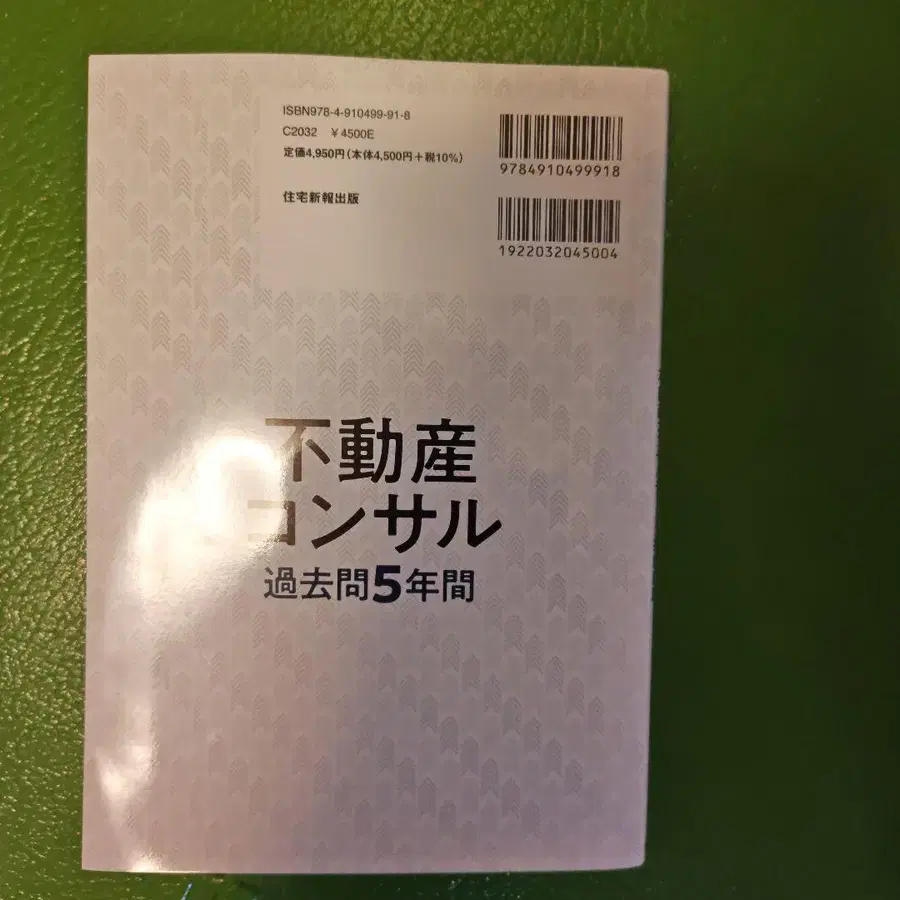 ISBN978-4-910499-91-8
C2032 ¥4500E
定価4,950円(本体4,500円+税10%)
住宅新報出版
9784910499918
1922032045004
不動産
コンサル
過去問5年間